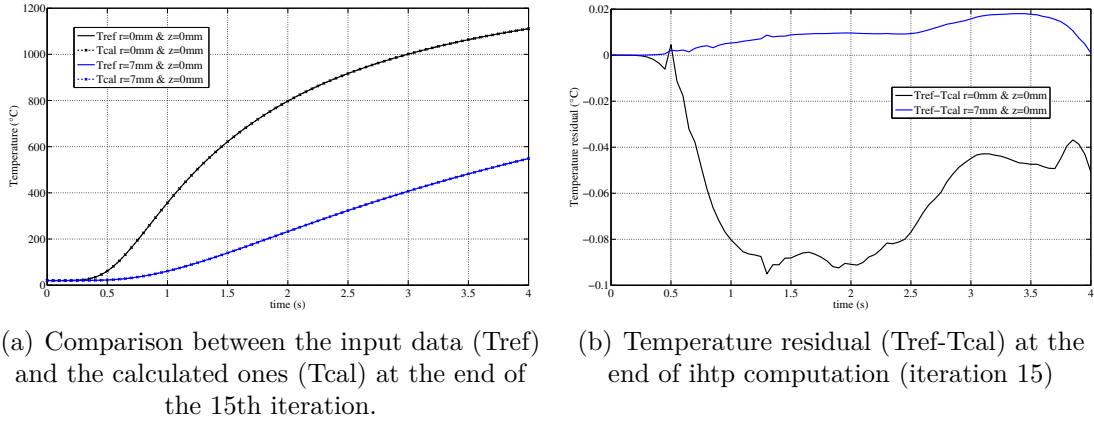 1200
1000
800
600
400
200
0
Temperature (°C)
Tref r=0mm & z=0mm
Tcal r=0mm & z=0mm
Tref r=7mm & z=0mm
Tcal r=7mm & z=0mm
0 0.5 1 1.5 2 2.5 3 3.5 4
time (s)
(a) Comparison between the input data (Tref)
and the calculated ones (Tcal) at the end of
the 15th iteration.
0.02
0
−0.02
−0.04
−0.06
−0.08
−0.1
Temperature residual (°C)
Tref−Tcal r=0mm & z=0mm
Tref−Tcal r=7mm & z=0mm
0 0.5 1 1.5 2 2.5 3 3.5 4
time (s)
(b) Temperature residual (Tref-Tcal) at the
end of ihtp computation (iteration 15)